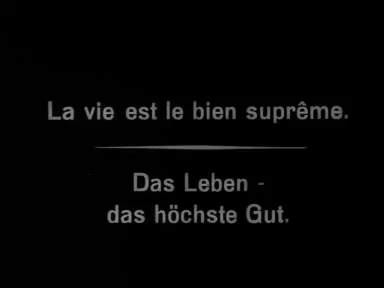 La vie est le bien suprême.
Das Leben -
das höchste Gut.